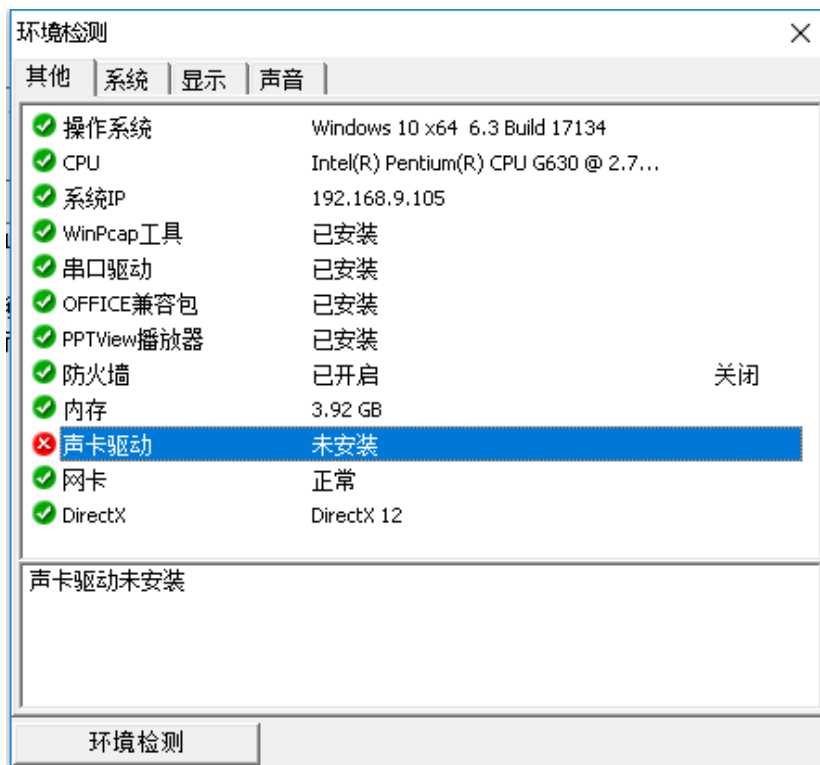 环境检测
其他 系统 显示 声音
操作系统 Windows 10 x64 6.3 Build 17134
CPU Intel(R) Pentium(R) CPU G630 @ 2.7...
系统IP 192.168.9.105
WinPcap工具 已安装
串口驱动 已安装
OFFICE兼容包 已安装
PPTView播放器 已安装
防火墙 已开启 关闭
内存 3.92 GB
声卡驱动 未安装
网卡 正常
DirectX DirectX 12
声卡驱动未安装
环境检测